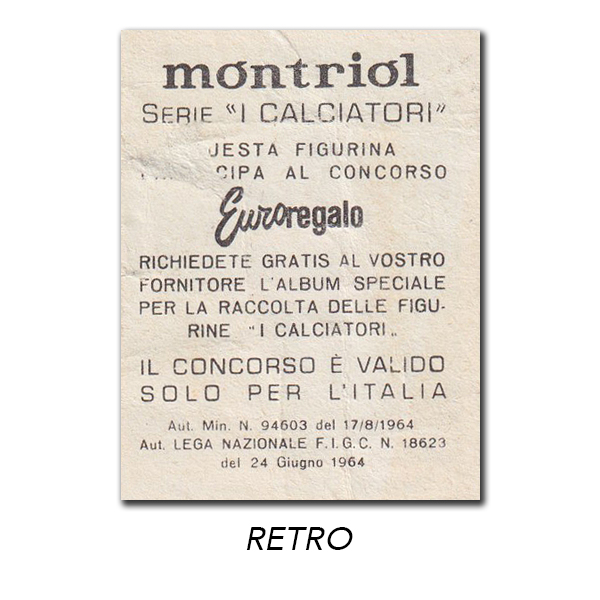 montriol
SERIE "I CALCIATORI"
UESTA FIGURINA
CIPA AL CONCORSO
Euroregalo
RICHIEDETE GRATIS AL VOSTRO
FORNITORE L'ALBUM SPECIALE
PER LA RACCOLTA DELLE FIGU-
RINE "I CALCIATORI„
IL CONCORSO È VALIDO
SOLO PER L'ITALIA
Aut. Min. N. 94603 del 17/8/1964
Aut. LEGA NAZIONALE F.I.G.C. N. 18623
del 24 Giugno 1964
RETRO